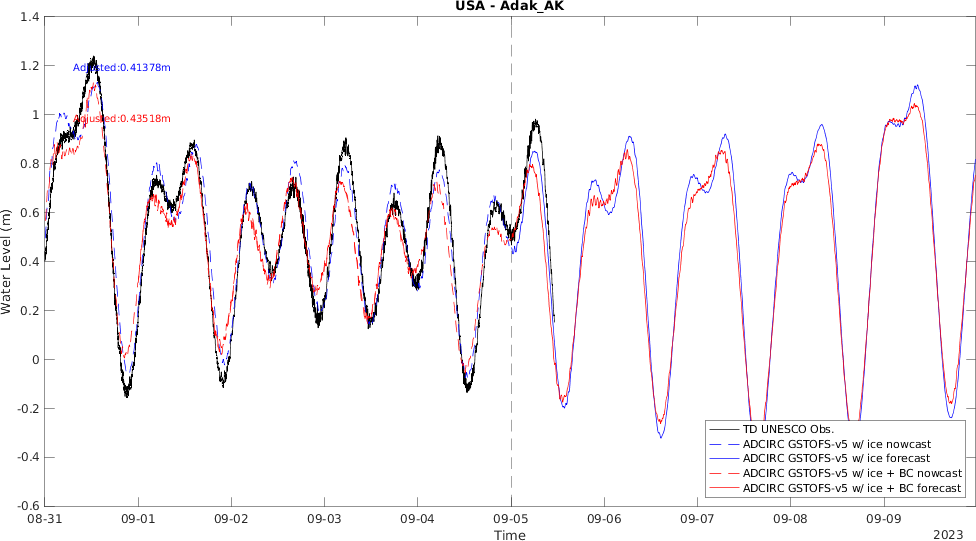 USA - Adak_AK
1.4
1.2
1
0.8
0.6
0.4
0.2
0
-0.2
-0.4
-0.6
Water Level (m)
Adjusted:0.41378m
Adjusted:0.43518m
TD UNESCO Obs.
ADCIRC GSTOFS-v5 w/ ice nowcast
ADCIRC GSTOFS-v5 w/ ice forecast
ADCIRC GSTOFS-v5 w/ ice + BC nowcast
ADCIRC GSTOFS-v5 w/ ice + BC forecast
08-31 09-01 09-02 09-03 09-04 09-05 09-06 09-07 09-08 09-09
Time
2023